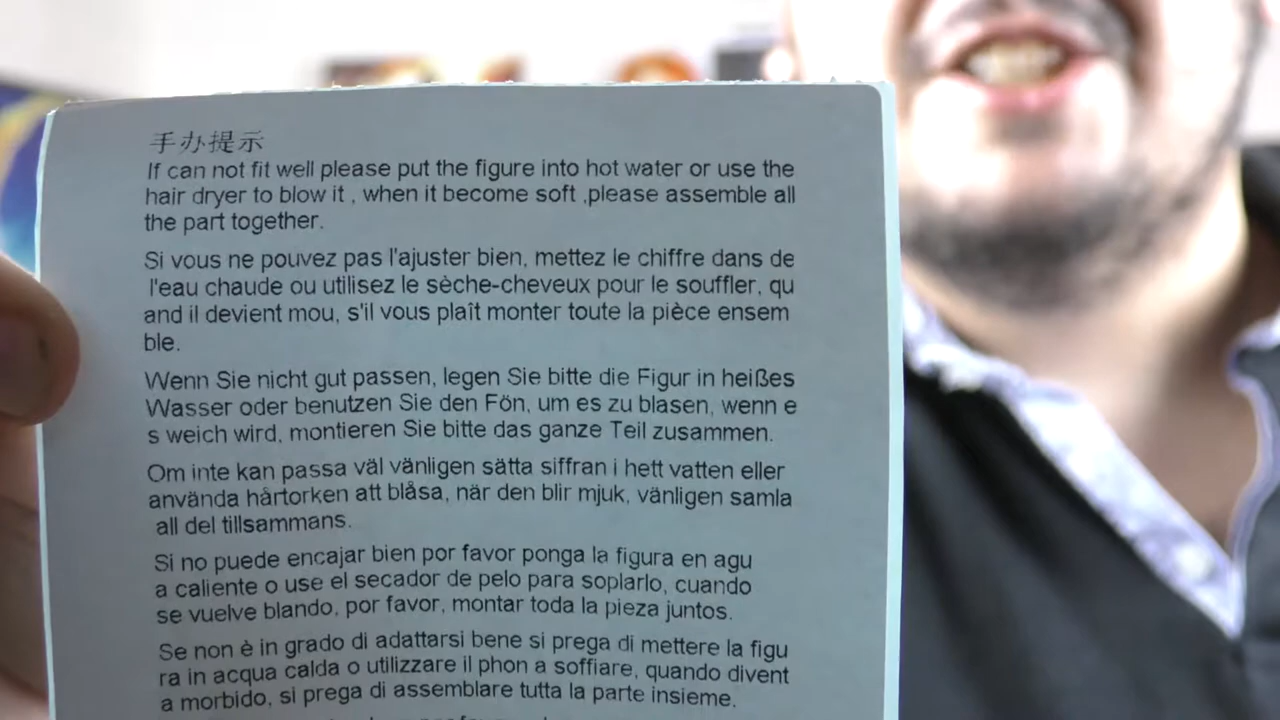 手办提示
If can not fit well please put the figure into hot water or use the
hair dryer to blow it , when it become soft ,please assemble all
the part together.
Si vous ne pouvez pas l'ajuster bien, mettez le chiffre dans de
l'eau chaude ou utilisez le sèche-cheveux pour le souffler, qu
and il devient mou, s'il vous plaît monter toute la pièce ensem
ble.
Wenn Sie nicht gut passen, legen Sie bitte die Figur in heißes
Wasser oder benutzen Sie den Fön, um es zu blasen, wenn e
s weich wird, montieren Sie bitte das ganze Teil zusammen.
Om inte kan passa väl vänligen sätta siffran i hett vatten eller
använda hårtorken att blåsa, när den blir mjuk, vänligen samla
all del tillsammans.
Si no puede encajar bien por favor ponga la figura en agu
a caliente o use el secador de pelo para soplarlo, cuando
se vuelve blando, por favor, montar toda la pieza juntos.
Se non è in grado di adattarsi bene si prega di mettere la figu
ra in acqua calda o utilizzare il phon a soffiare, quando divent
a morbido, si prega di assemblare tutta la parte insieme.